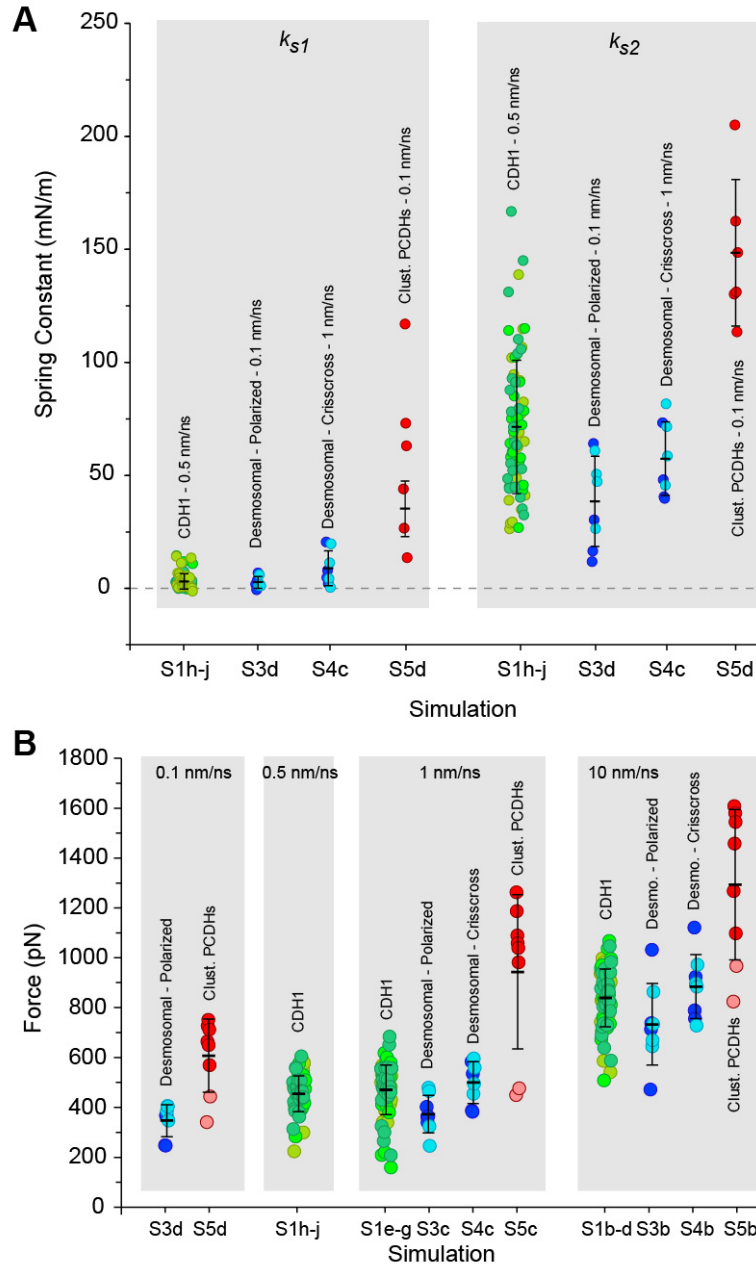 A
250
200
150
100
50
0
Spring Constant (mN/m)
ks1
CDH1 - 0.5 nm/ns
Desmosomal - Polarized - 0.1 nm/ns
Desmosomal - Crisscross - 1 nm/ns
Clust. PCDHs - 0.1 nm/ns
ks2
CDH1 - 0.5 nm/ns
Desmosomal - Polarized - 0.1 nm/ns
Desmosomal - Crisscross - 1 nm/ns
Clust. PCDHs - 0.1 nm/ns
S1h-j S3d S4c S5d S1h-j S3d S4c S5d
Simulation
B
1800
1600
1400
1200
1000
800
600
400
200
0
Force (pN)
0.1 nm/ns 0.5 nm/ns 1 nm/ns 10 nm/ns
Desmosomal - Polarized
Clust. PCDHs
CDH1
CDH1
Desmosomal - Polarized
Desmosomal - Crisscross
Clust. PCDHs
CDH1
Desmo. - Polarized
Desmo. - Crisscross
Clust. PCDHs
S3d S5d S1h-j S1e-g S3c S4c S5c S1b-d S3b S4b S5b
Simulation